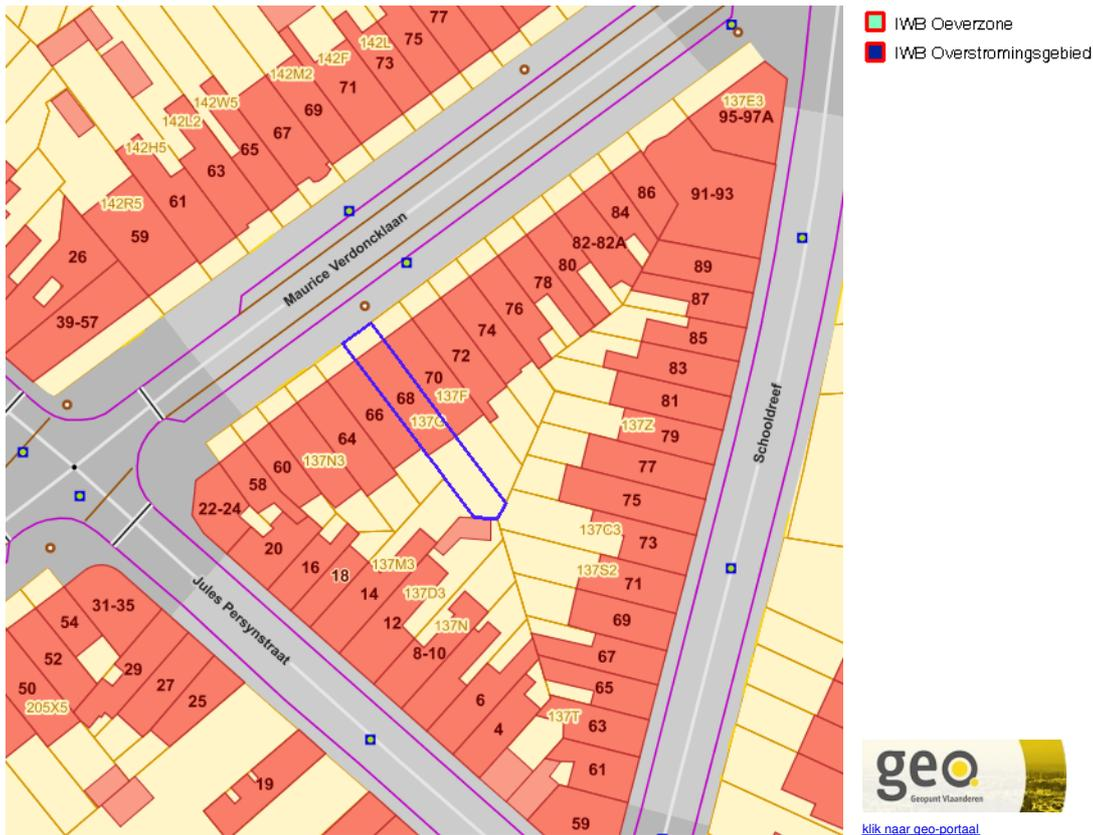 77
75
142L
73
142F
142M2
71
142W5
69
142L2
67
65
142H5
63
61
142R5
59
26
39-57
Maurice Verdoncklaan
137E3
95-97A
91-93
86
84
82-82A
80
78
76
74
72
70
137F
68
137G
66
64
137N3
60
58
22-24
89
87
85
83
81
137Z
79
77
75
137C3
73
137S2
71
69
67
65
137T
63
61
59
Schooldreef
20
16
18
137M3
14
137D3
12
137N
8-10
6
4
Jules Persynstraat
31-35
54
52
29
50
27
25
205X5
19
IWB Oeverzone
IWB Overstromingsgebied
geo
Geopunt Vlaanderen
klik naar geo-portaal